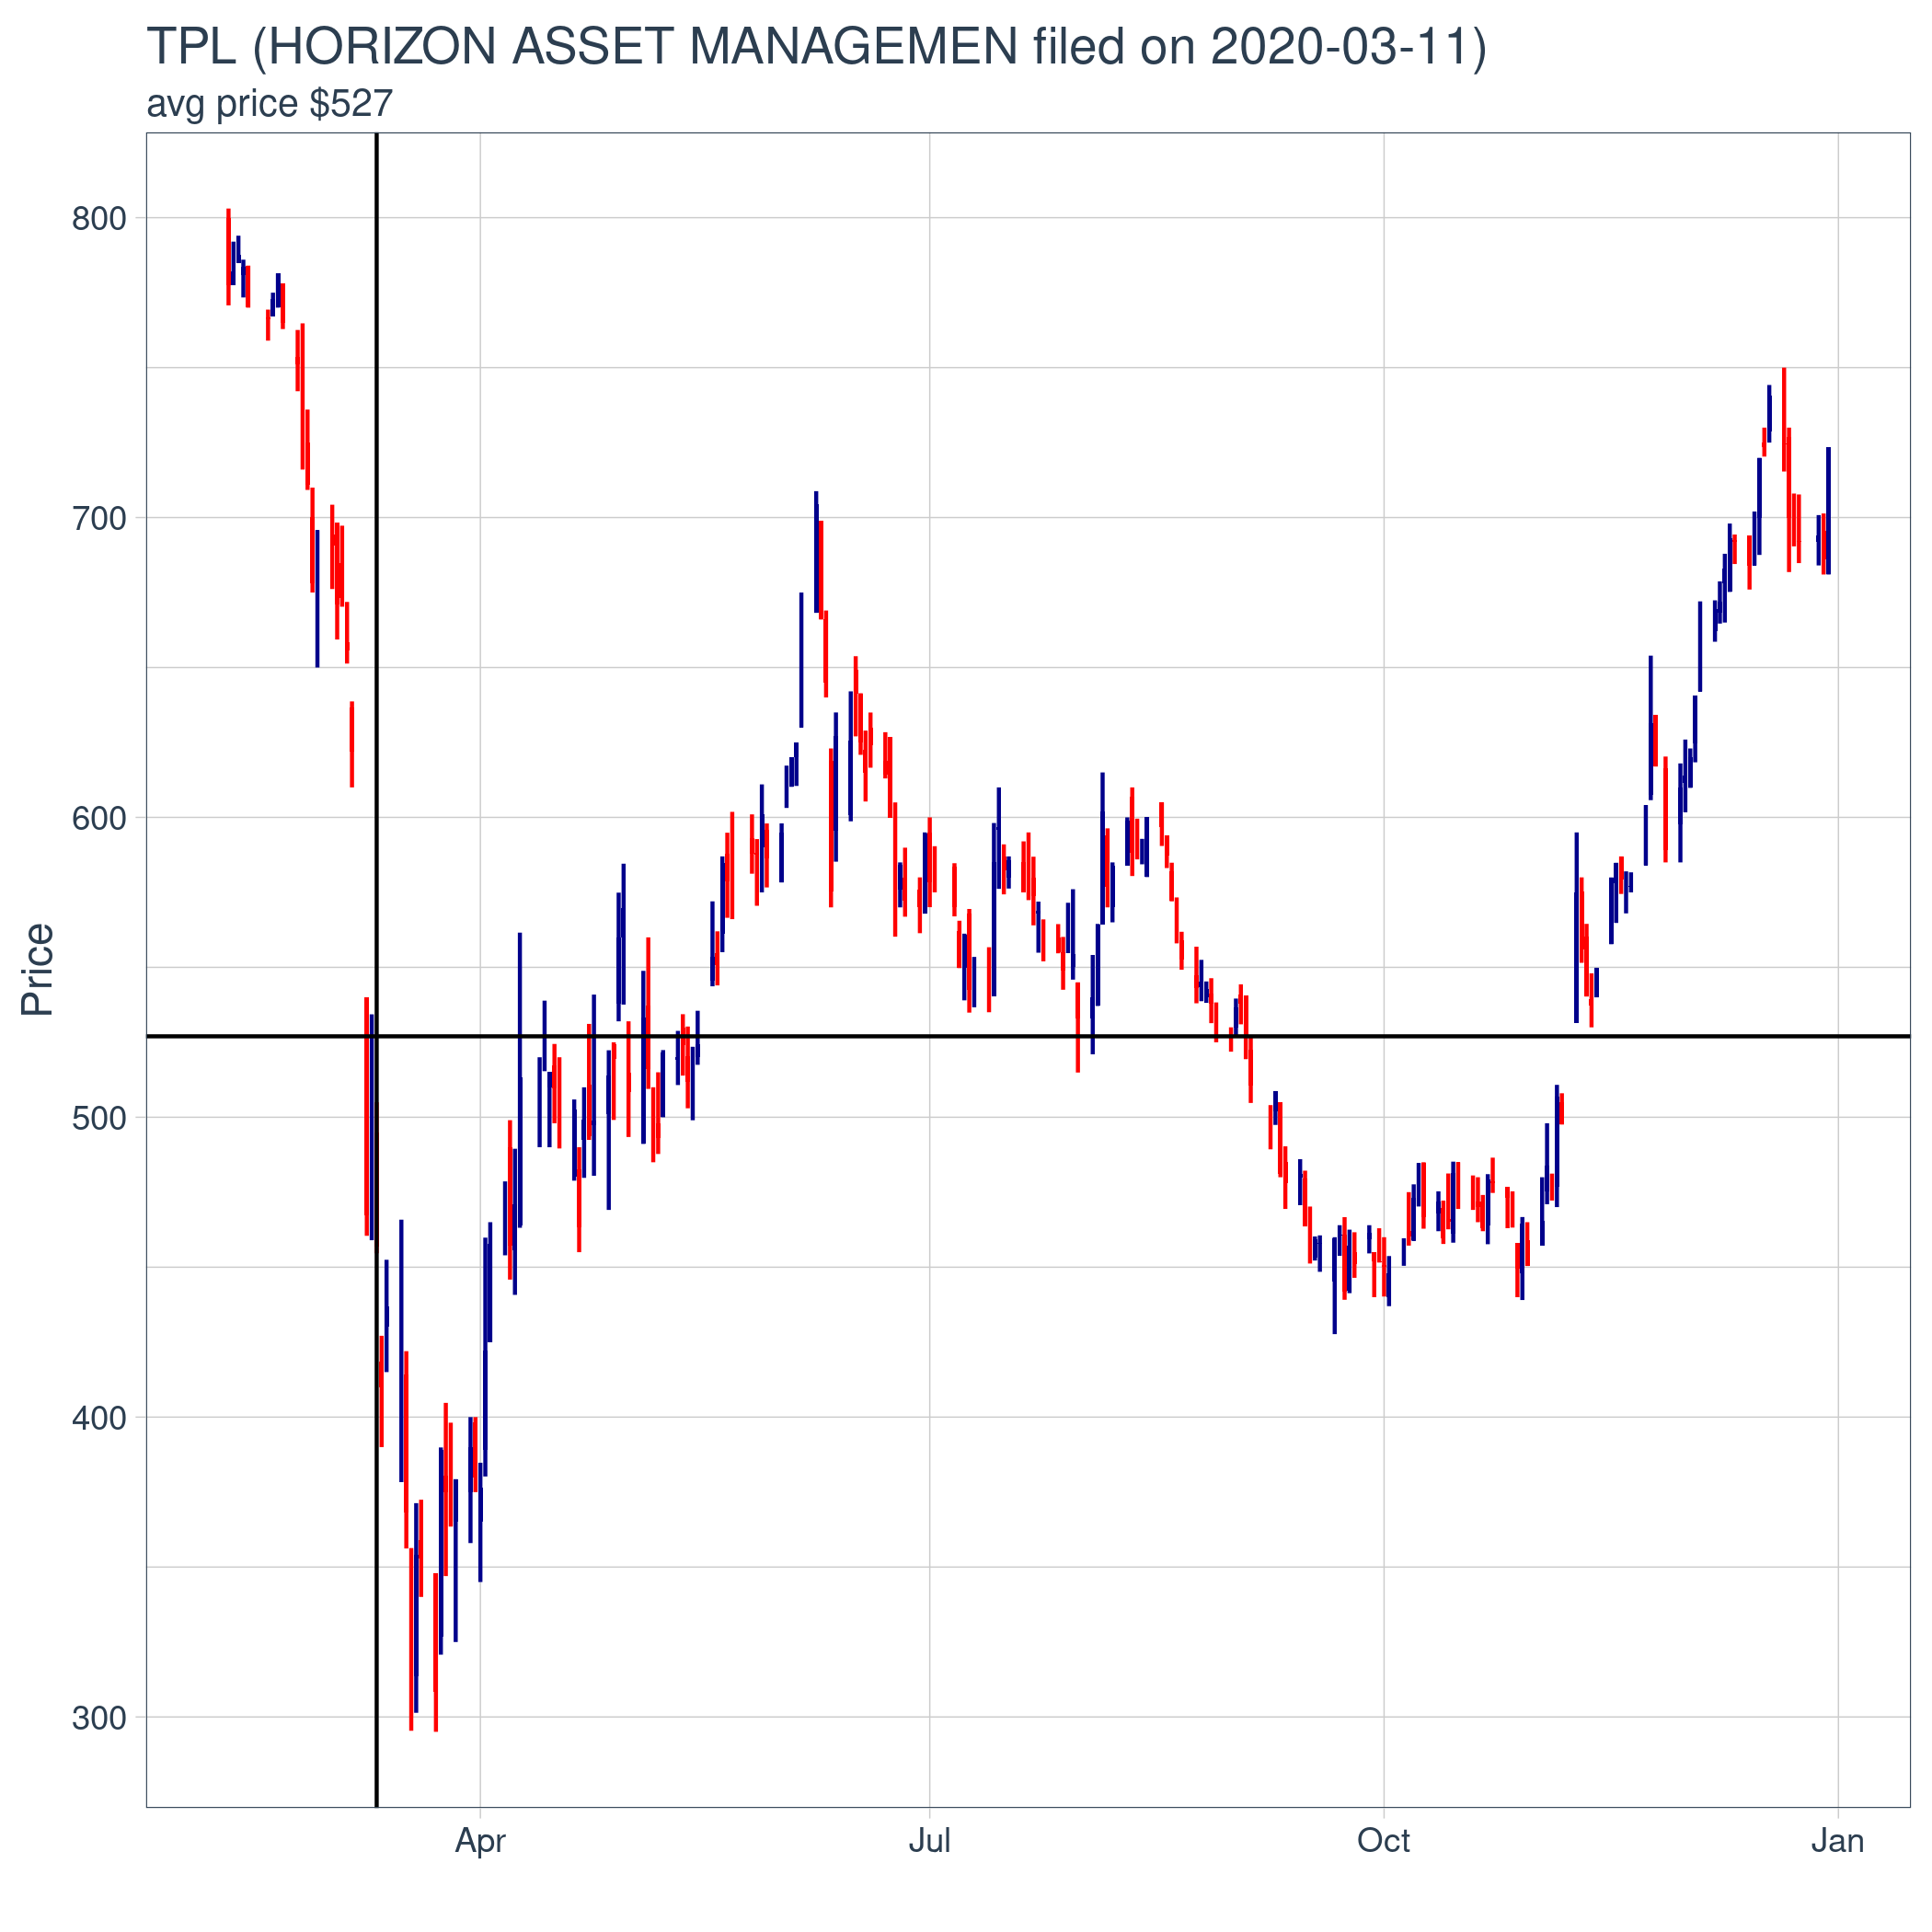 TPL (HORIZON ASSET MANAGEMEN filed on 2020-03-11)
avg price $527
800
700
600
500
400
300
Price
Apr Jul Oct Jan